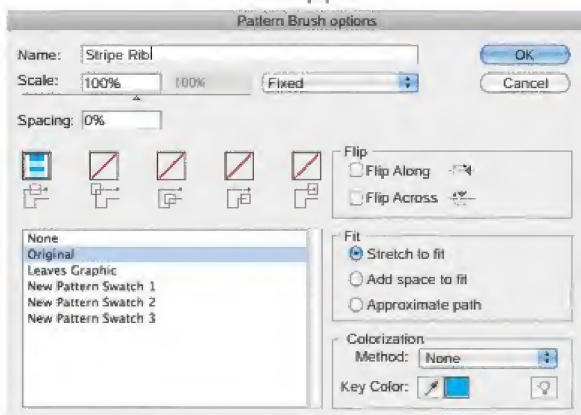 Pattern Brush options
Name: Stripe Rib
OK
Scale: 100% 100% Fixed
Cancel
Spacing: 0%
Flip
Flip Along
Flip Across
None
Original
Leaves Graphic
New Pattern Swatch 1
New Pattern Swatch 2
New Pattern Swatch 3
Fit
Stretch to fit
Add space to fit
Approximate path
Colorization
Method: None
Key Color: